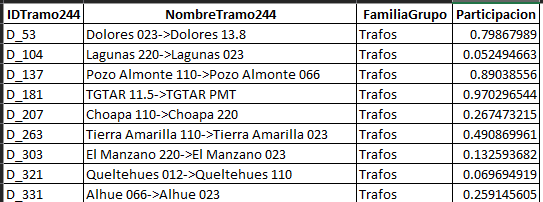 IDTramo244 NombreTramo244 FamiliaGrupo Participacion
D_53 Dolores 023->Dolores 13.8 Trafos 0.79867989
D_104 Lagunas 220->Lagunas 023 Trafos 0.052494663
D_137 Pozo Almonte 110->Pozo Almonte 066 Trafos 0.89038556
D_181 TGTAR 11.5->TGTAR PMT Trafos 0.970296544
D_207 Choapa 110->Choapa 220 Trafos 0.267473215
D_263 Tierra Amarilla 110->Tierra Amarilla 023 Trafos 0.490869961
D_303 El Manzano 220->El Manzano 023 Trafos 0.132593682
D_321 Queltehues 012->Queltehues 110 Trafos 0.069694919
D_331 Alhue 066->Alhue 023 Trafos 0.259145605